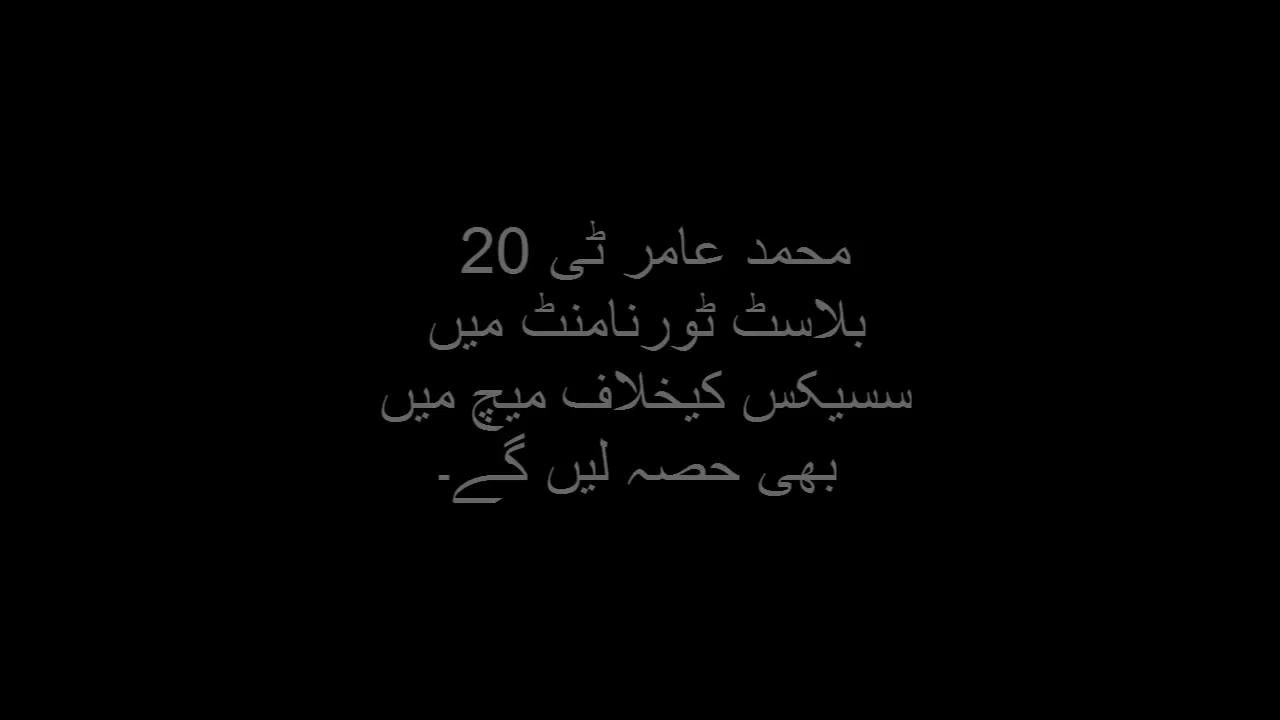 محمد عامر ٹی 20
بلاسٹ ٹورنامنٹ میں
سسیکس کیخلاف میچ میں
بھی حصہ لیں گے۔